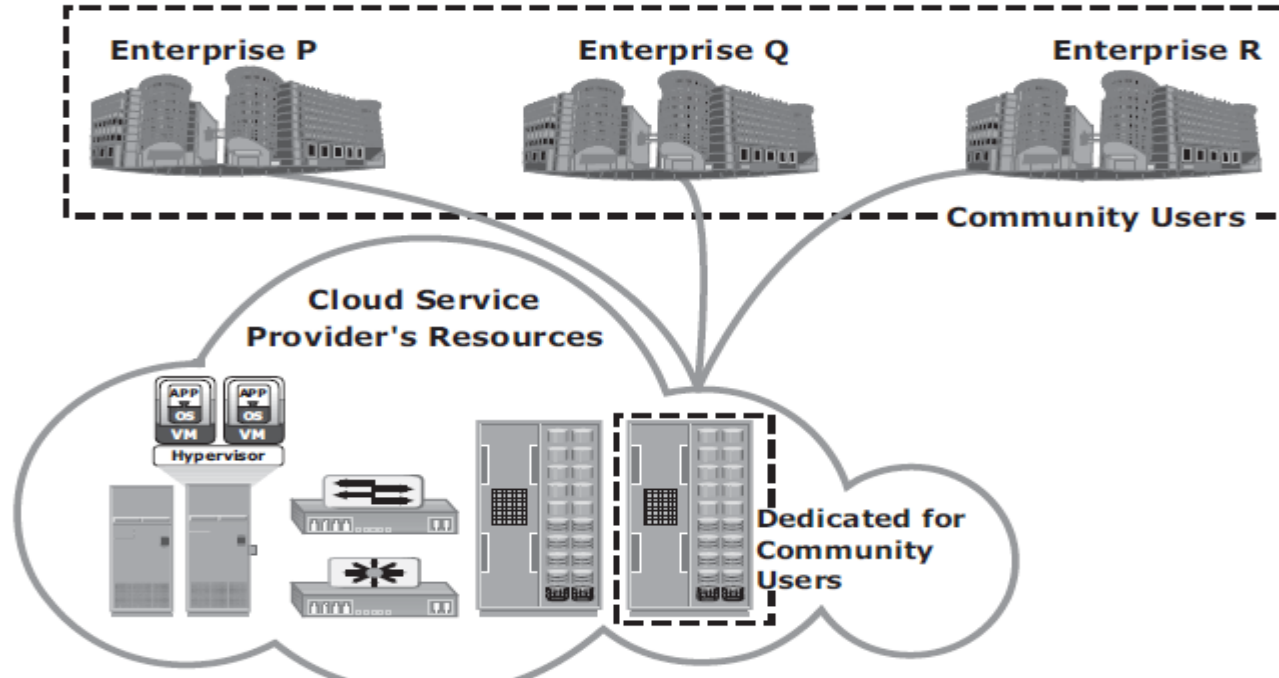 Enterprise P
Enterprise Q
Enterprise R
Community Users
Cloud Service
Provider's Resources
APP
APP
OS
OS
VM
VM
Hypervisor
Dedicated for
Community
Users